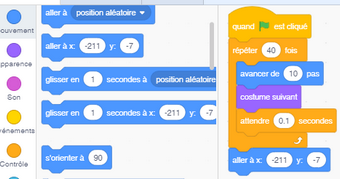 aller à position aléatoire
aller à x: -211 y: -7
glisser en 1 secondes à position aléatoire
glisser en 1 secondes à x: -211 y: -7
s'orienter à 90
ouvement
pparence
Son
vénements
Contrôle
quand est cliqué
répéter 40 fois
avancer de 10 pas
costume suivant
attendre 0.1 secondes
aller à x: -211 y: -7